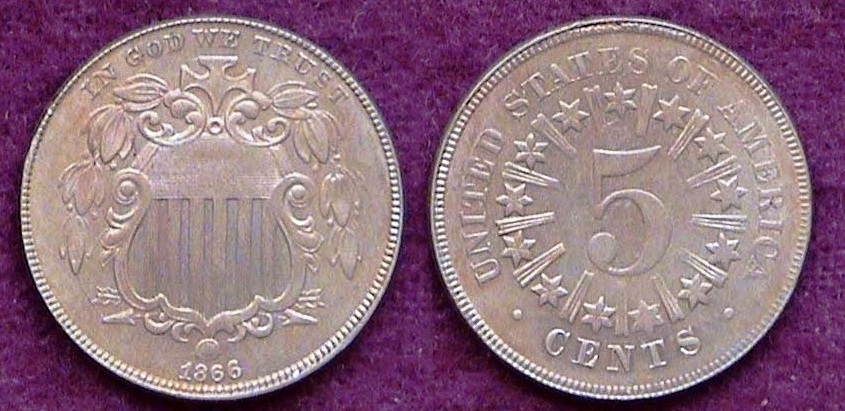 IN GOD WE TRUST
1866
UNITED STATES OF AMERICA
5
· CENTS ·